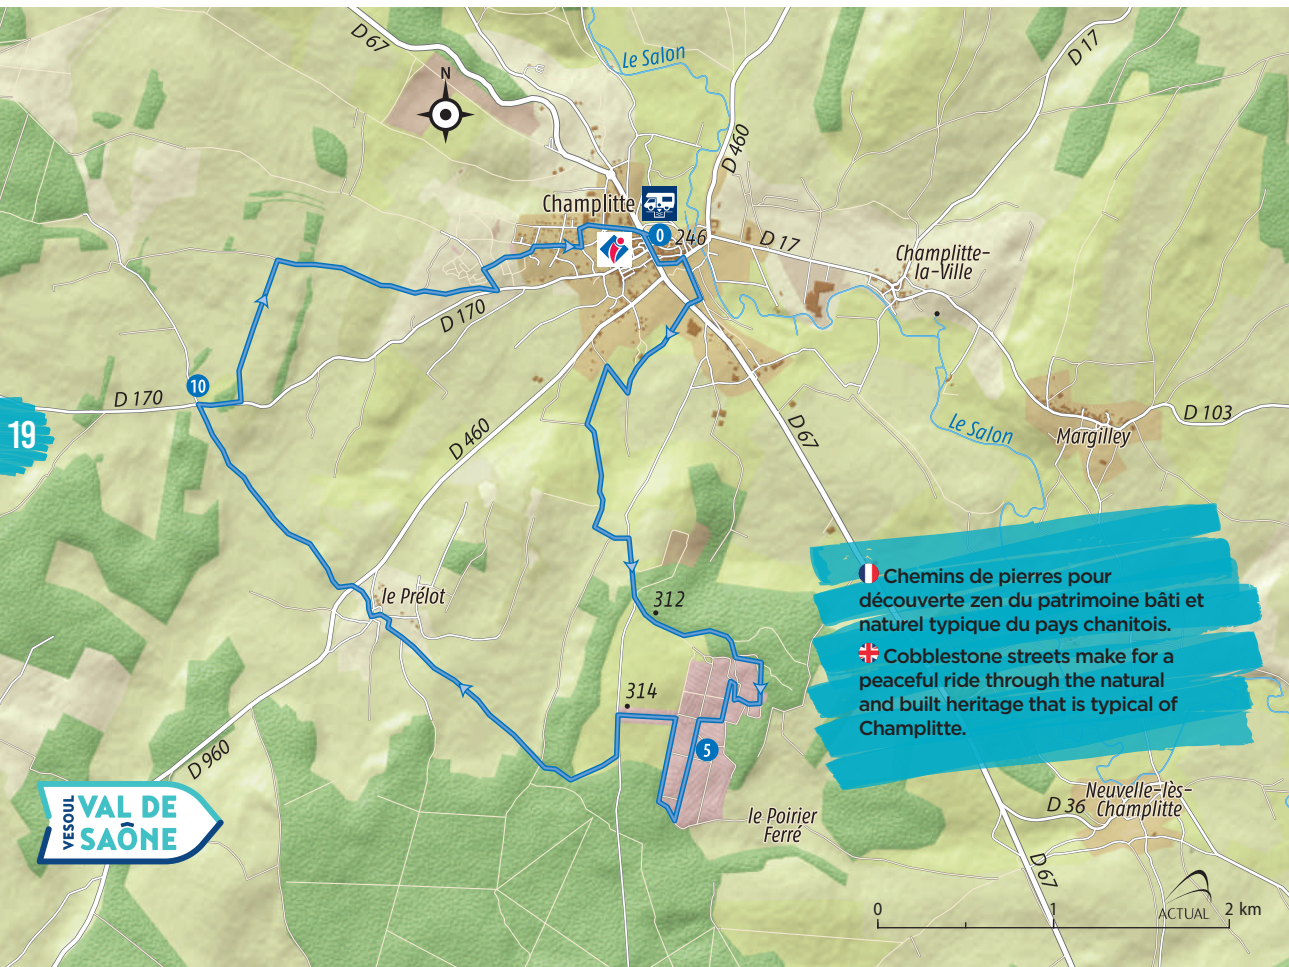 D 67
Le Salon
D 17
N
D 460
Champlitte
0
246
D 17
Champlitte-
la-Ville
D 170
10
D 170
19
D 460
D 67
Le Salon
D 103
Margilley
le Prélot
312
314
5
Chemins de pierres pour
découverte zen du patrimoine bâti et
naturel typique du pays chanitois.
Cobblestone streets make for a
peaceful ride through the natural
and built heritage that is typical of
Champlitte.
D 960
VESOUL
VAL DE
SAÔNE
le Poirier
Ferré
Neuvelle-lès-
Champlitte
D 36
D 67
ACTUAL
0
1
2 km